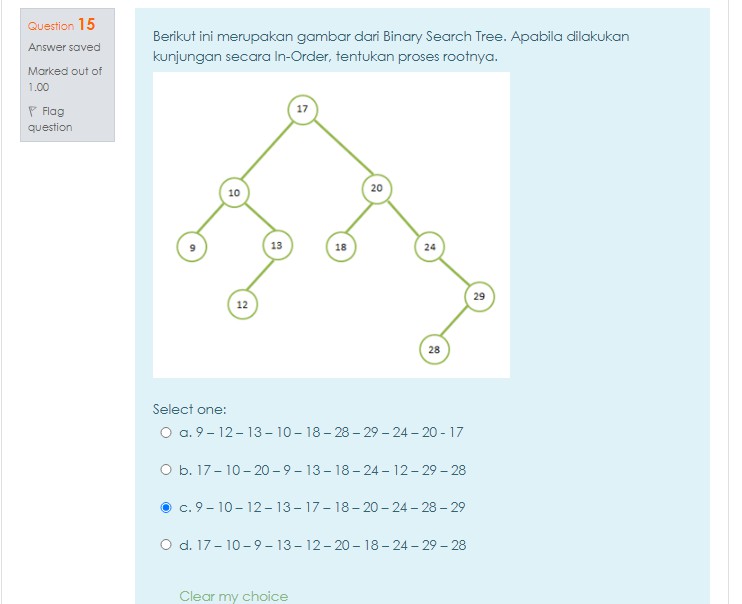 Question 15
Answer saved
Marked out of
1.00
Flag
question
Berikut ini merupakan gambar dari Binary Search Tree. Apabila dilakukan
kunjungan secara In-Order, tentukan proses rootnya.
17
10
20
9
13
18
24
12
29
28
Select one:
a. 9 – 12 – 13 – 10 – 18 – 28 – 29 – 24 – 20 - 17
b. 17 – 10 – 20 – 9 – 13 – 18 – 24 – 12 – 29 – 28
c. 9 – 10 – 12 – 13 – 17 – 18 – 20 – 24 – 28 – 29
d. 17 – 10 – 9 – 13 – 12 – 20 – 18 – 24 – 29 – 28
Clear my choice